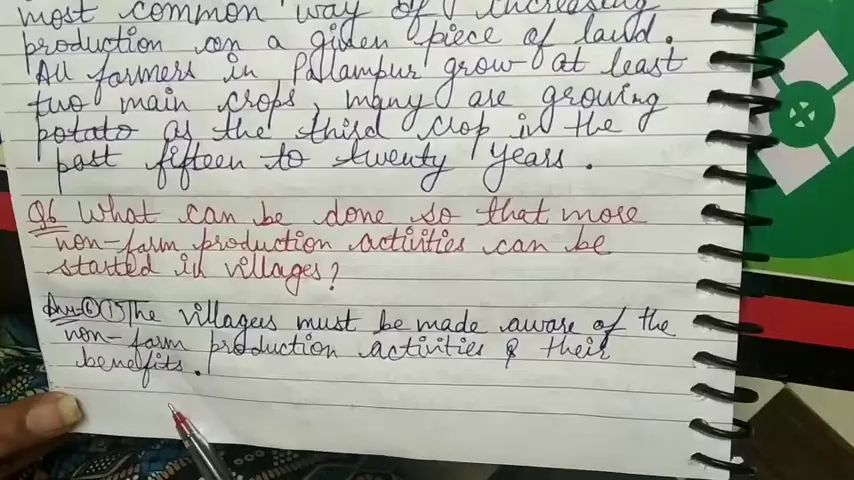 most common way of increasing
production on a given piece of land.
All farmers in Palampur grow at least
two main crops, many are growing
potato as the third crop in the
past fifteen to twenty years.
Q6 What can be done so that more
non-farm production activities can be
started in villages?
Ans-6 (1) The villagers must be made aware of the
non-farm production activities & their
benefits.